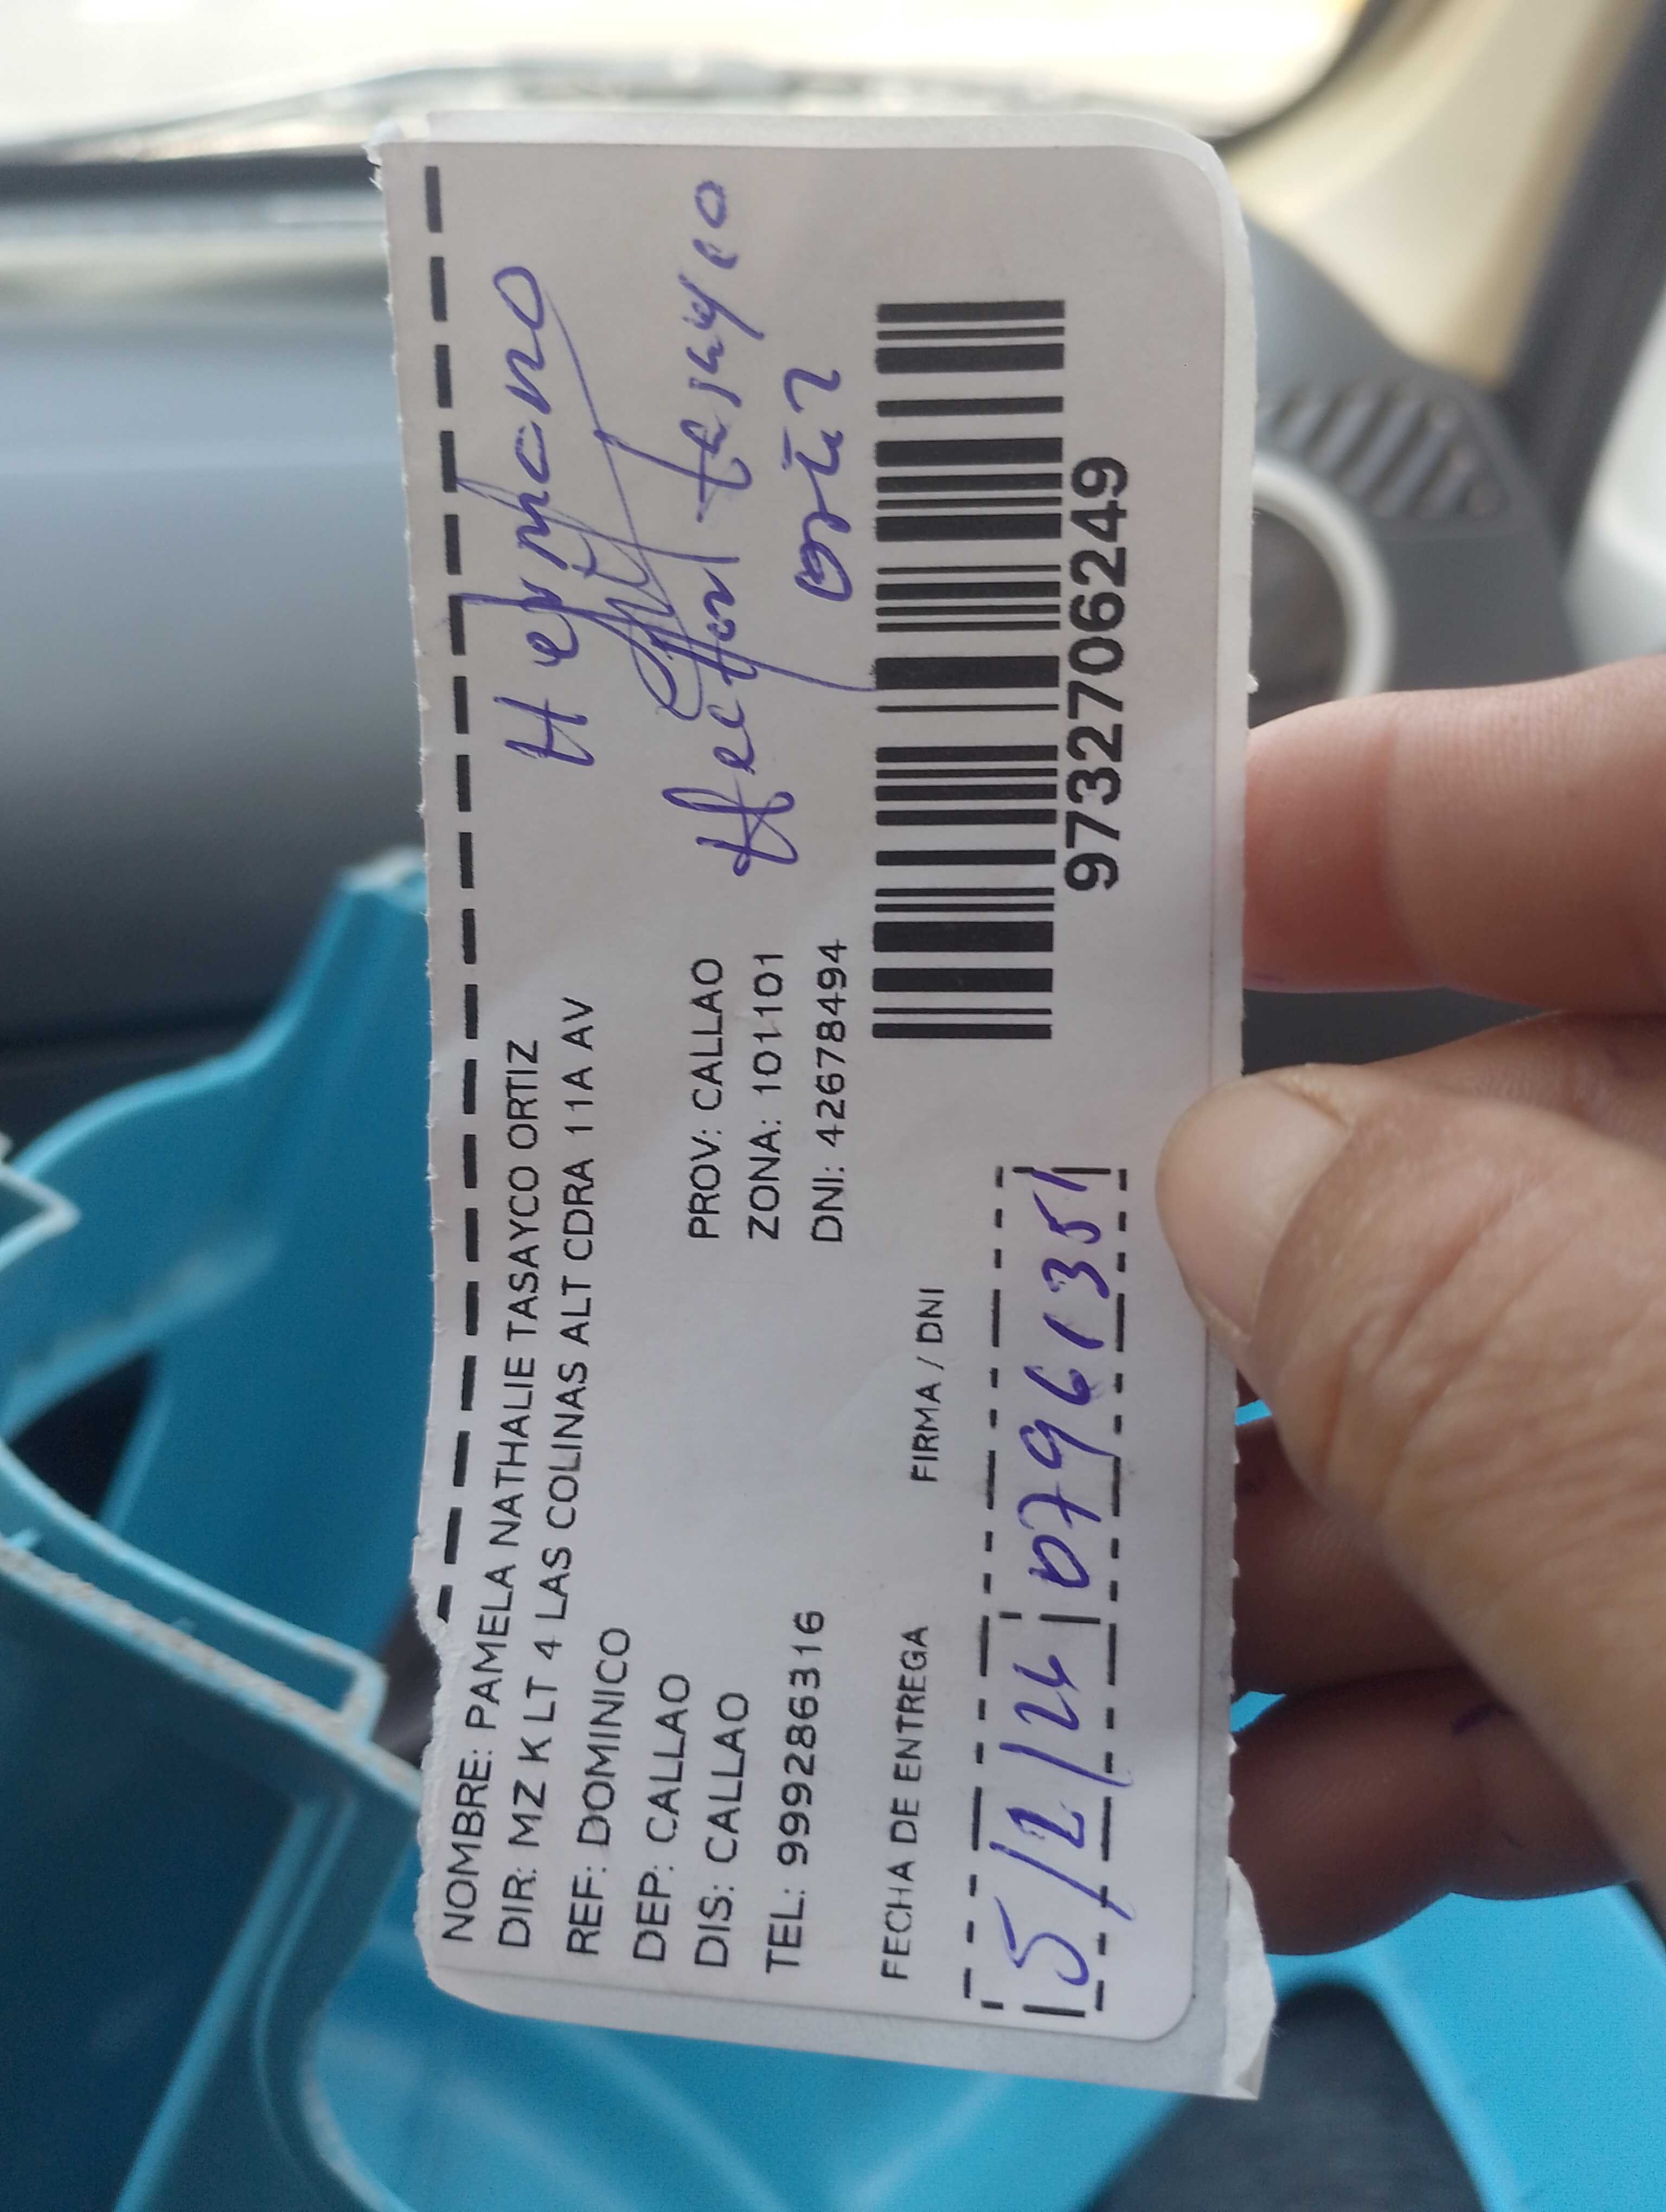 NOMBRE: PAMELA NATHALIE TASAYCO ORTIZ
DIR: MZ K LT 4 LAS COLINAS ALT CDRA 11A AV
REF: DOMINICO
DEP: CALLAO
PROV: CALLAO
DIS: CALLAO
ZONA: 101101
TEL: 999286316
DNI: 42678494
Hermano
Hector tasayco
Ortiz
FECHA DE ENTREGA
FIRMA / DNI
5/2/24
07961351
9732706249